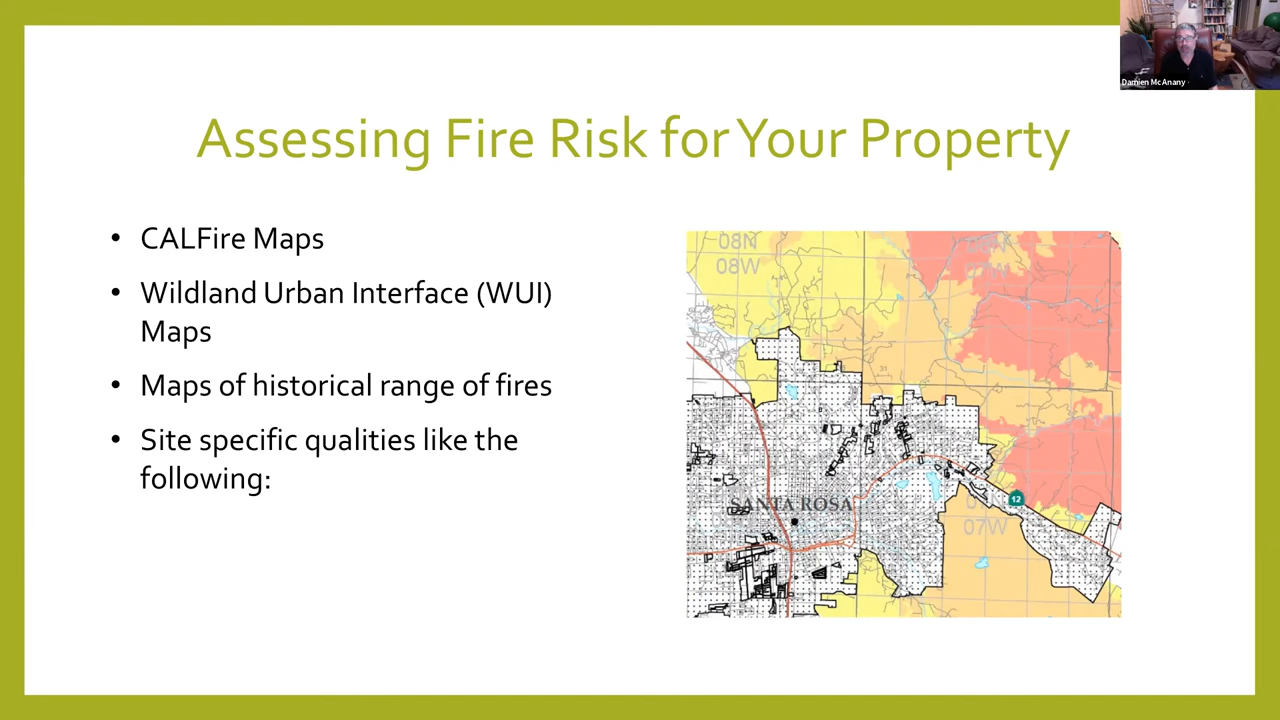 Damien McAnany
Assessing Fire Risk for Your Property
• CALFire Maps
• Wildland Urban Interface (WUI)
Maps
• Maps of historical range of fires
• Site specific qualities like the
following:
08N
08W
31
SANTA ROSA
12
07W